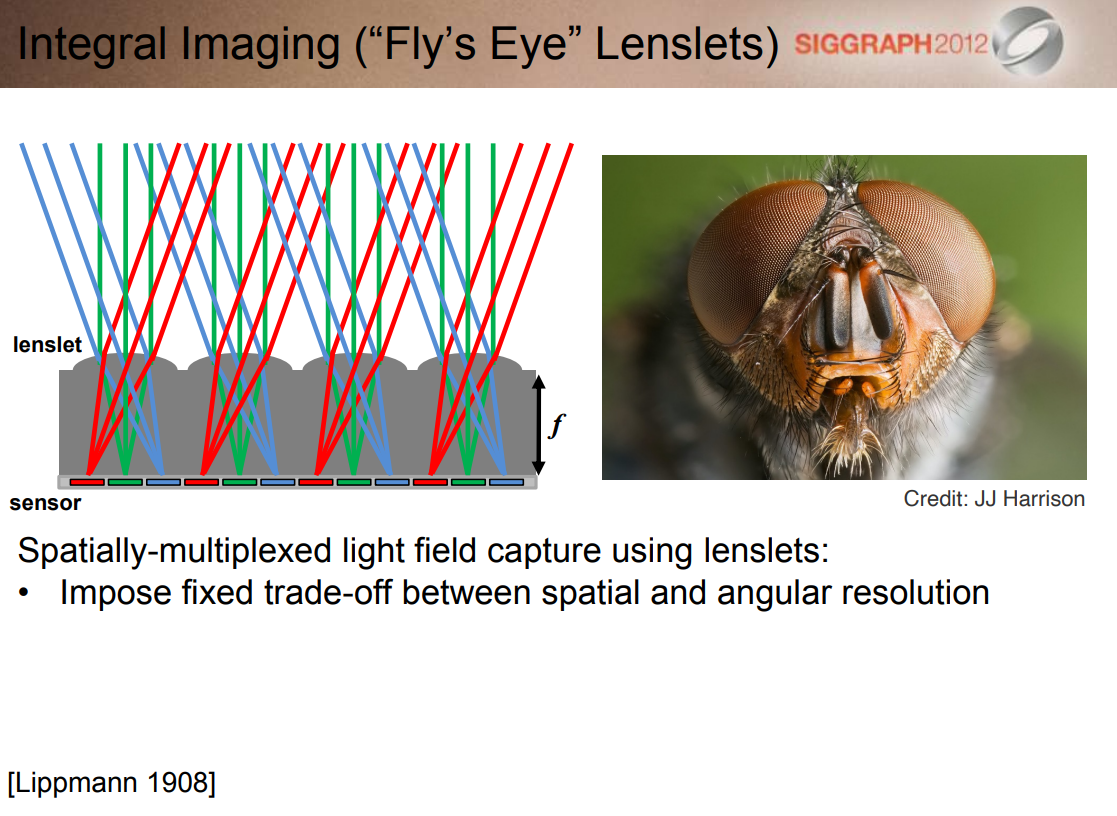 Integral Imaging (“Fly’s Eye” Lenslets)
SIGGRAPH2012
lenslet
f
sensor
Credit: JJ Harrison
Spatially-multiplexed light field capture using lenslets:
• Impose fixed trade-off between spatial and angular resolution
[Lippmann 1908]